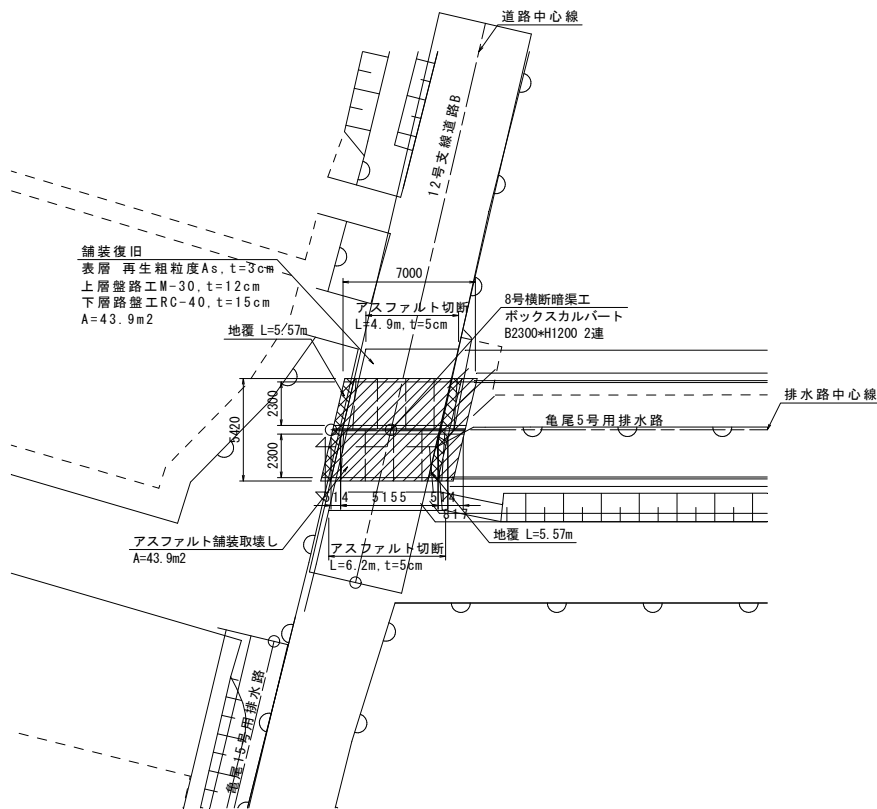 道路中心線
12号支線道路B
舗装復旧
表層 再生粗粒度As, t=3cm
上層盤路工M-30, t=12cm
下層路盤工RC-40, t=15cm
A=43.9m2
7000
アスファルト切断
L=4.9m, t=5cm
8号横断暗渠工
ボックスカルバート
B2300*H1200 2連
地覆 L=5.57m
排水路中心線
亀尾5号用排水路
2300
5420
2300
514
5155
514
817
アスファルト舗装取壊し
A=43.9m2
アスファルト切断
L=6.2m, t=5cm
地覆 L=5.57m
亀尾15号用排水路